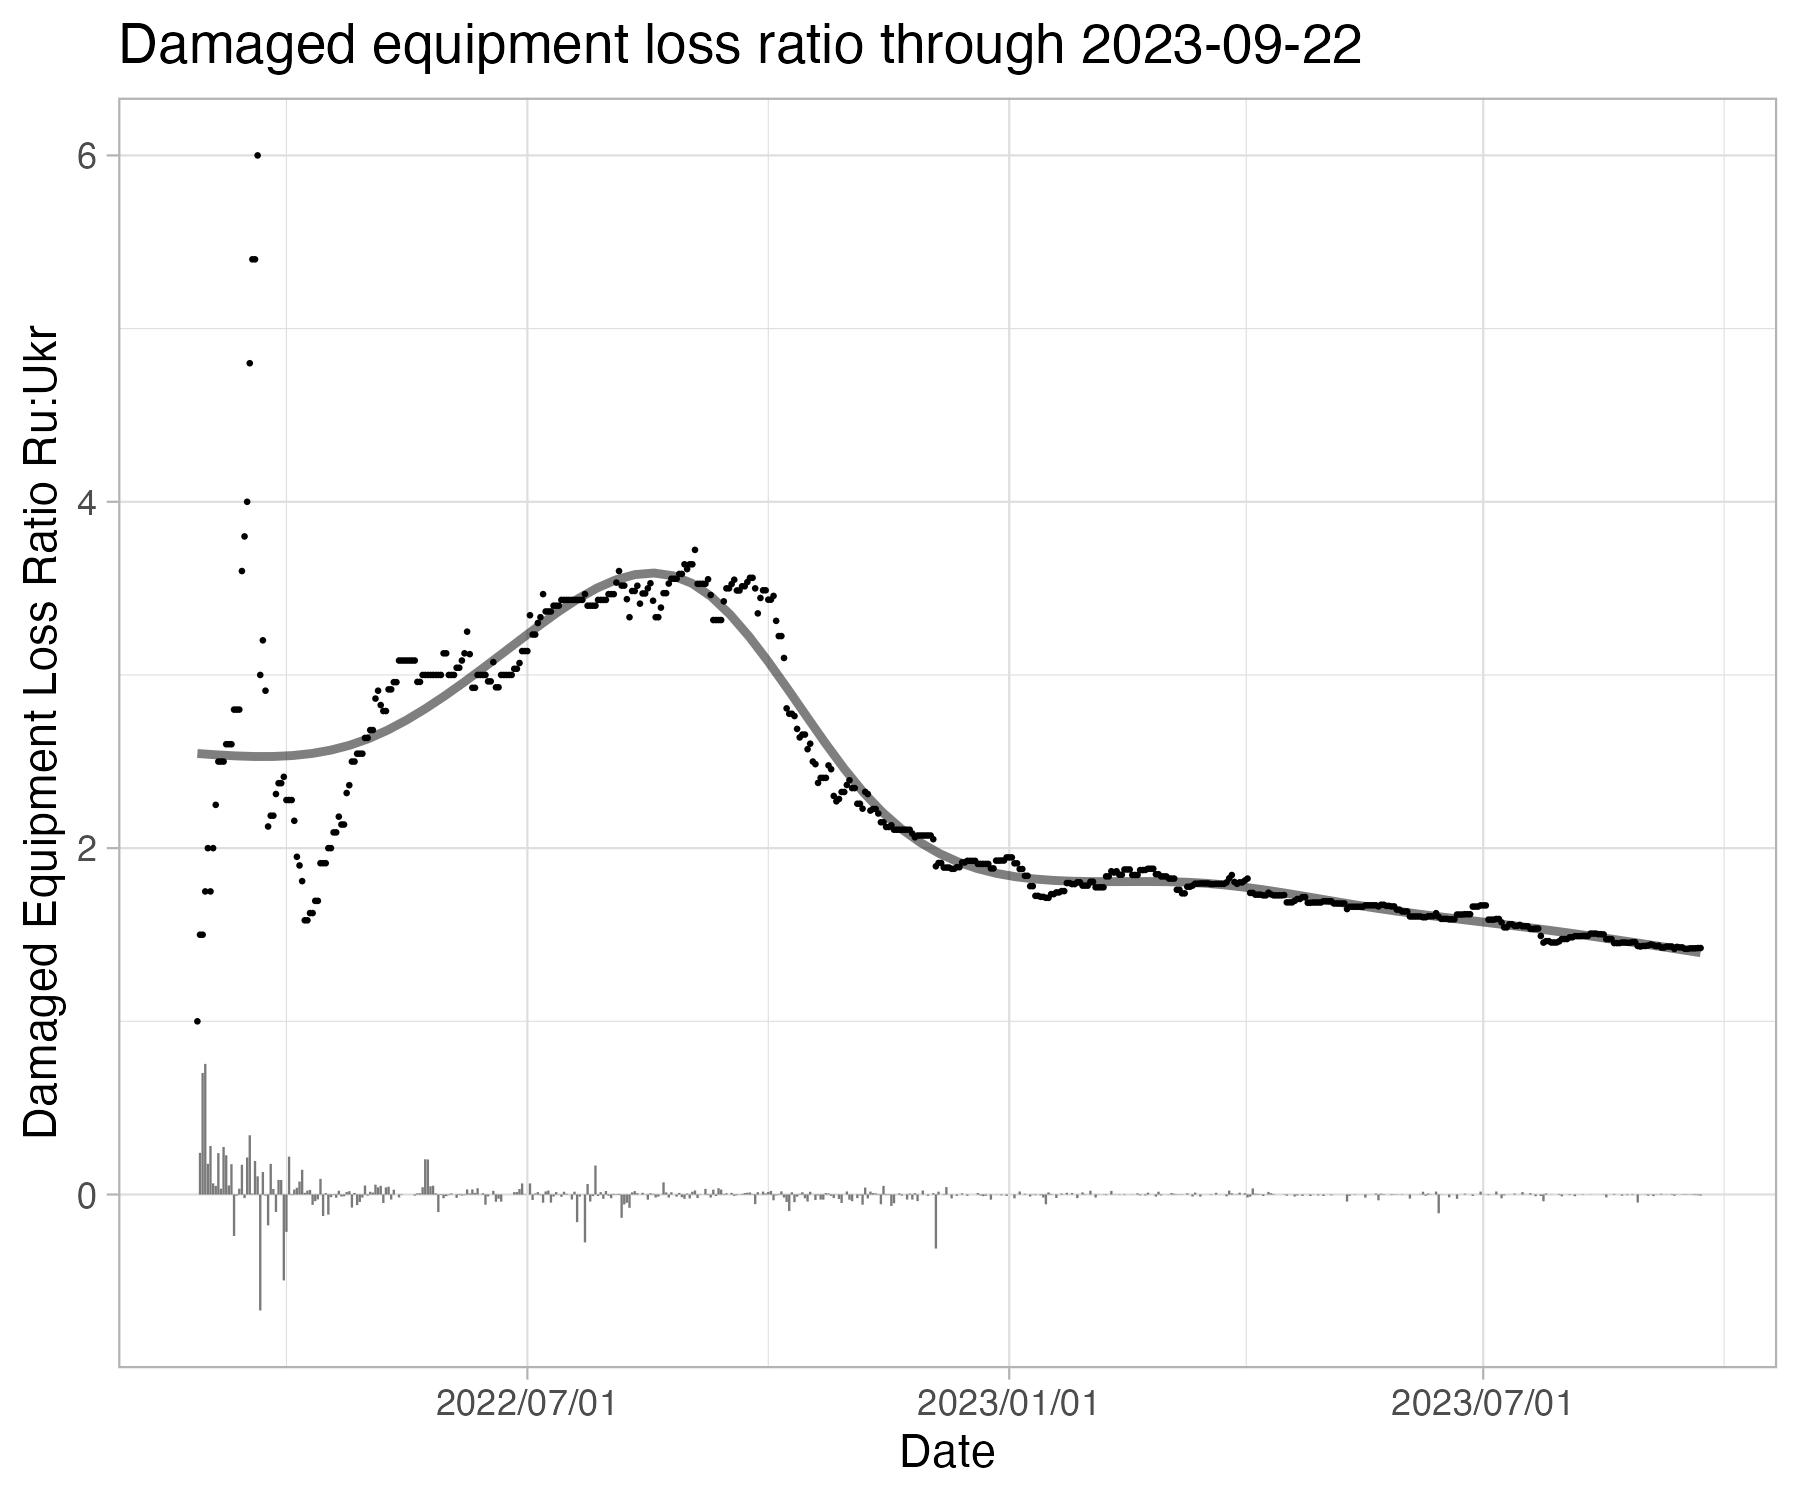 Damaged equipment loss ratio through 2023-09-22
Damaged Equipment Loss Ratio Ru:Ukr
6
4
2
0
2022/07/01
2023/01/01
2023/07/01
Date